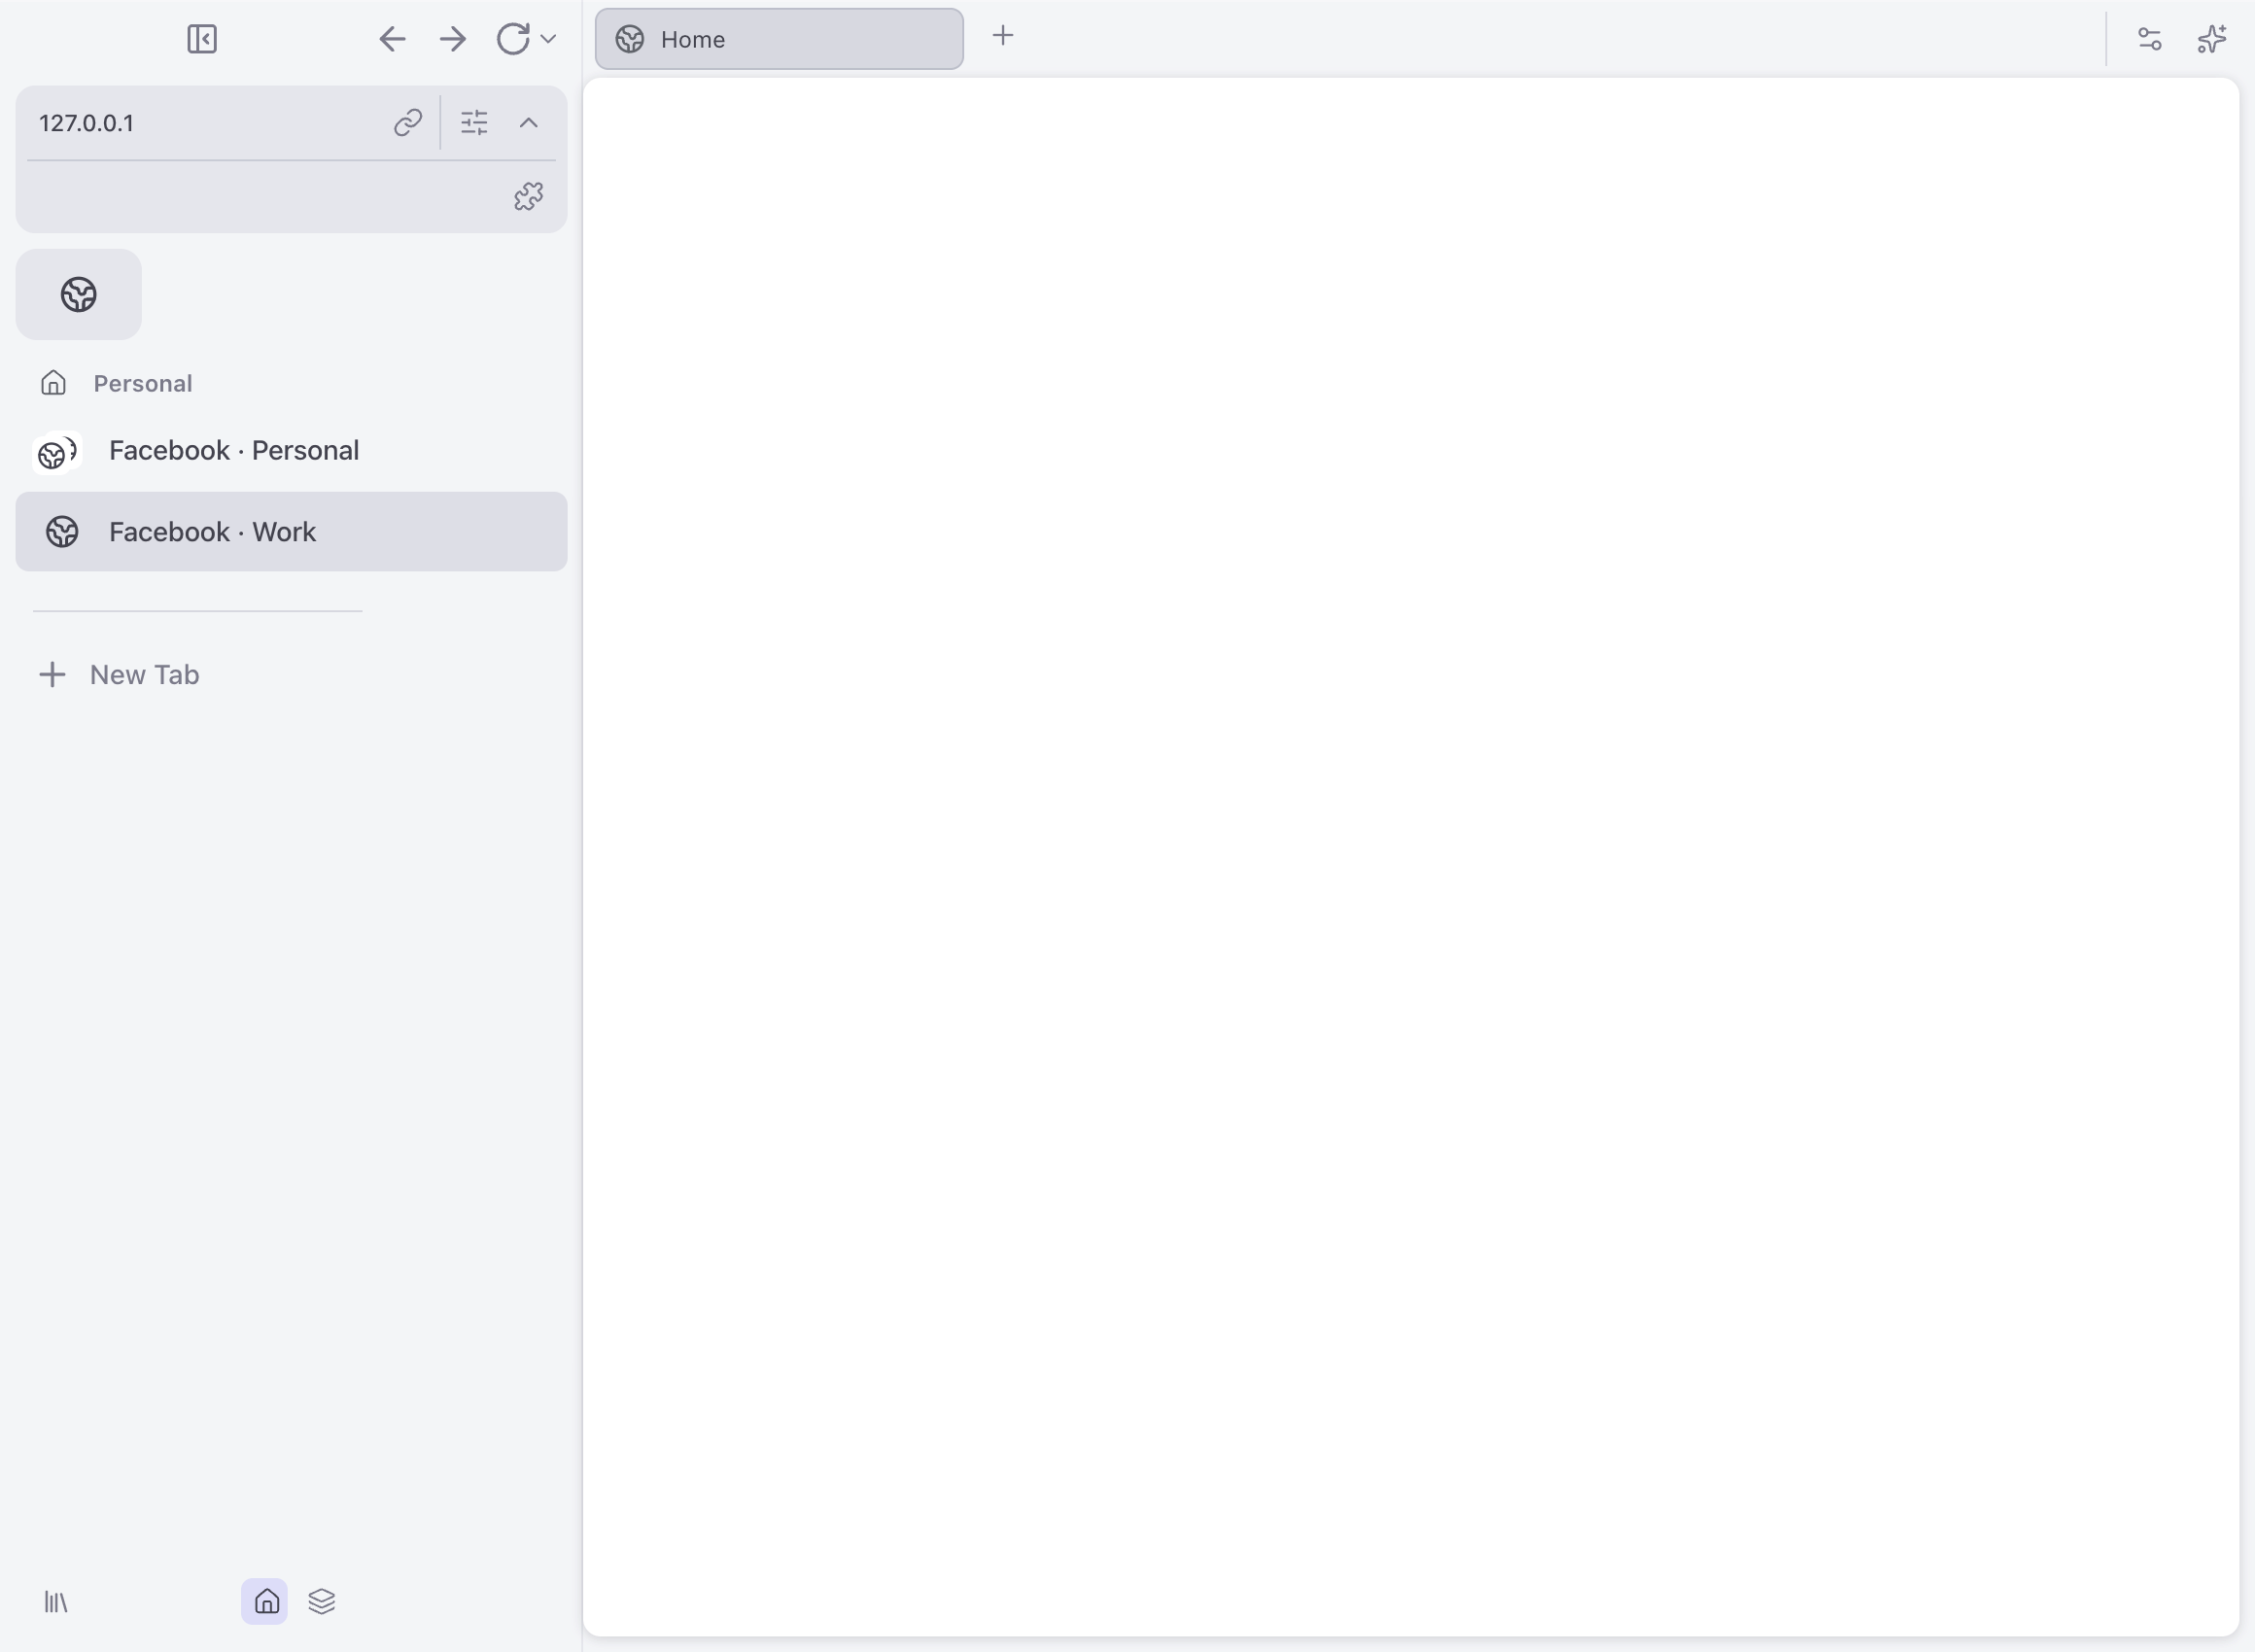 Home
127.0.0.1
Personal
Facebook · Personal
Facebook · Work
New Tab